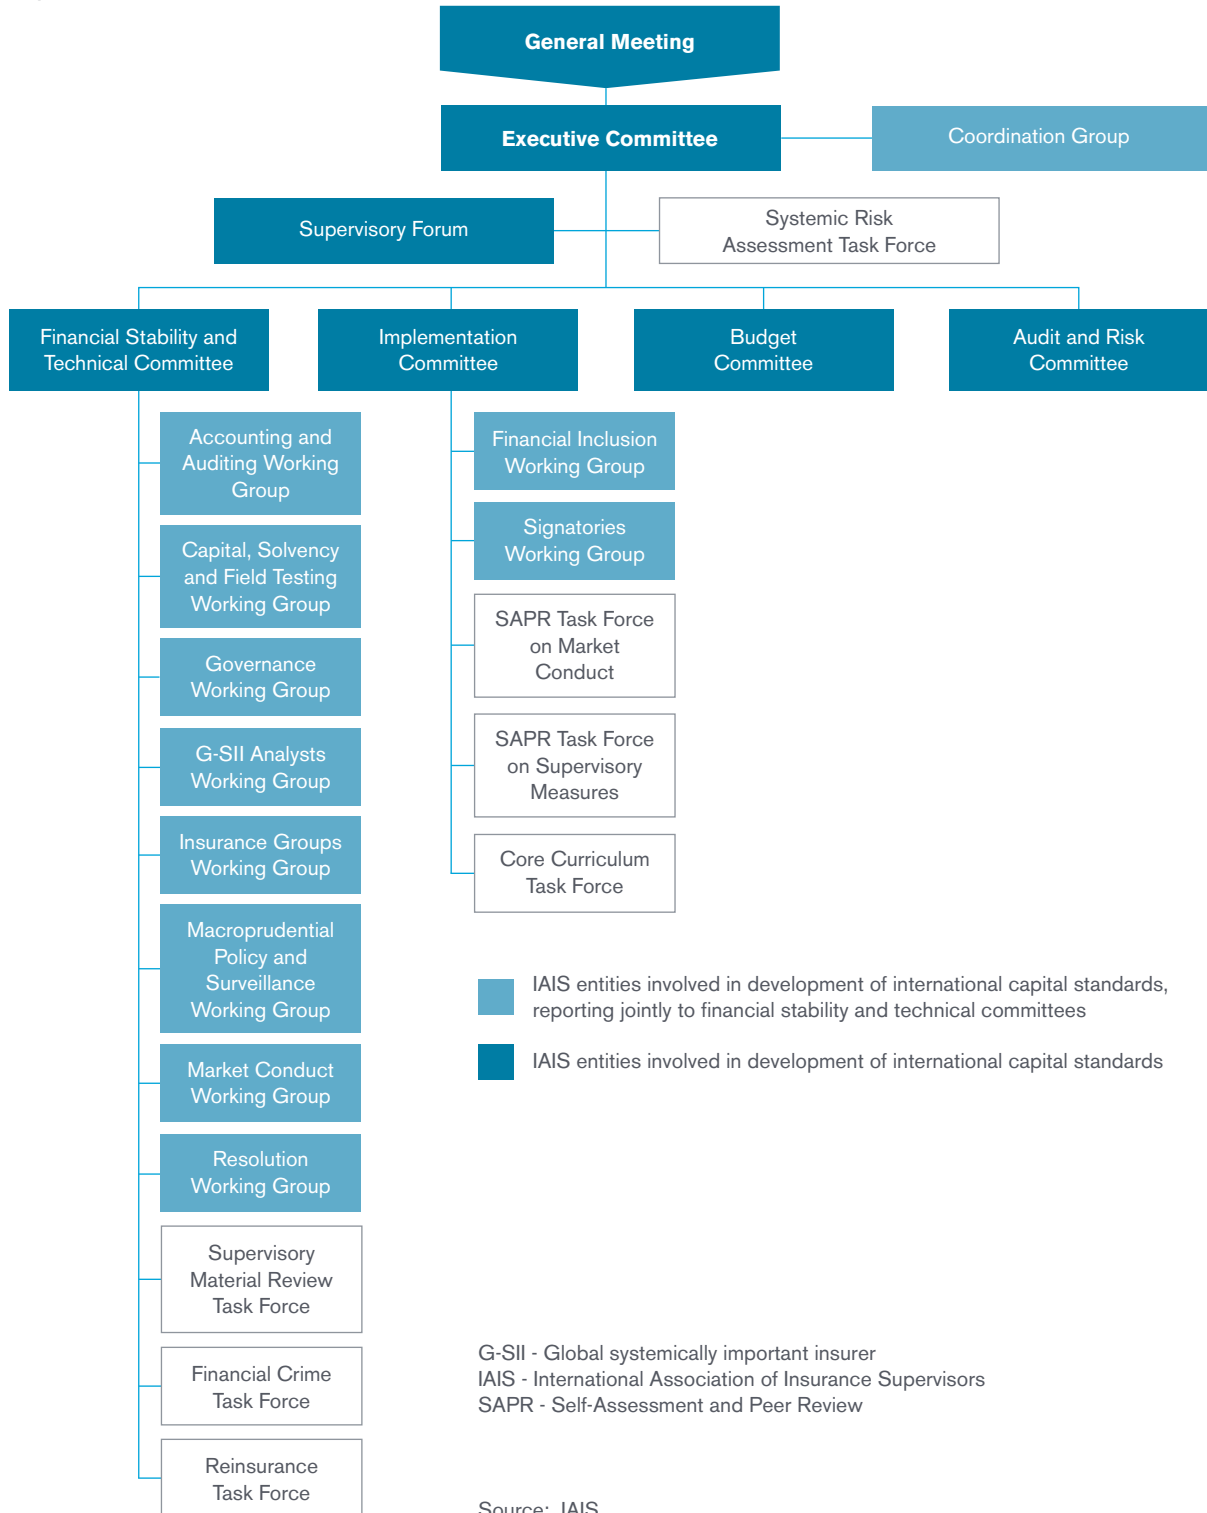 General Meeting
Executive Committee
Coordination Group
Supervisory Forum
Systemic Risk
Assessment Task Force
Financial Stability and
Technical Committee
Implementation
Committee
Budget
Committee
Audit and Risk
Committee
Accounting and
Auditing Working
Group
Capital, Solvency
and Field Testing
Working Group
Governance
Working Group
G-SII Analysts
Working Group
Insurance Groups
Working Group
Macroprudential
Policy and
Surveillance
Working Group
Market Conduct
Working Group
Resolution
Working Group
Supervisory
Material Review
Task Force
Financial Crime
Task Force
Reinsurance
Task Force
Financial Inclusion
Working Group
Signatories
Working Group
SAPR Task Force
on Market
Conduct
SAPR Task Force
on Supervisory
Measures
Core Curriculum
Task Force
IAIS entities involved in development of international capital standards,
reporting jointly to financial stability and technical committees
IAIS entities involved in development of international capital standards
G-SII - Global systemically important insurer
IAIS - International Association of Insurance Supervisors
SAPR - Self-Assessment and Peer Review
Source: IAIS